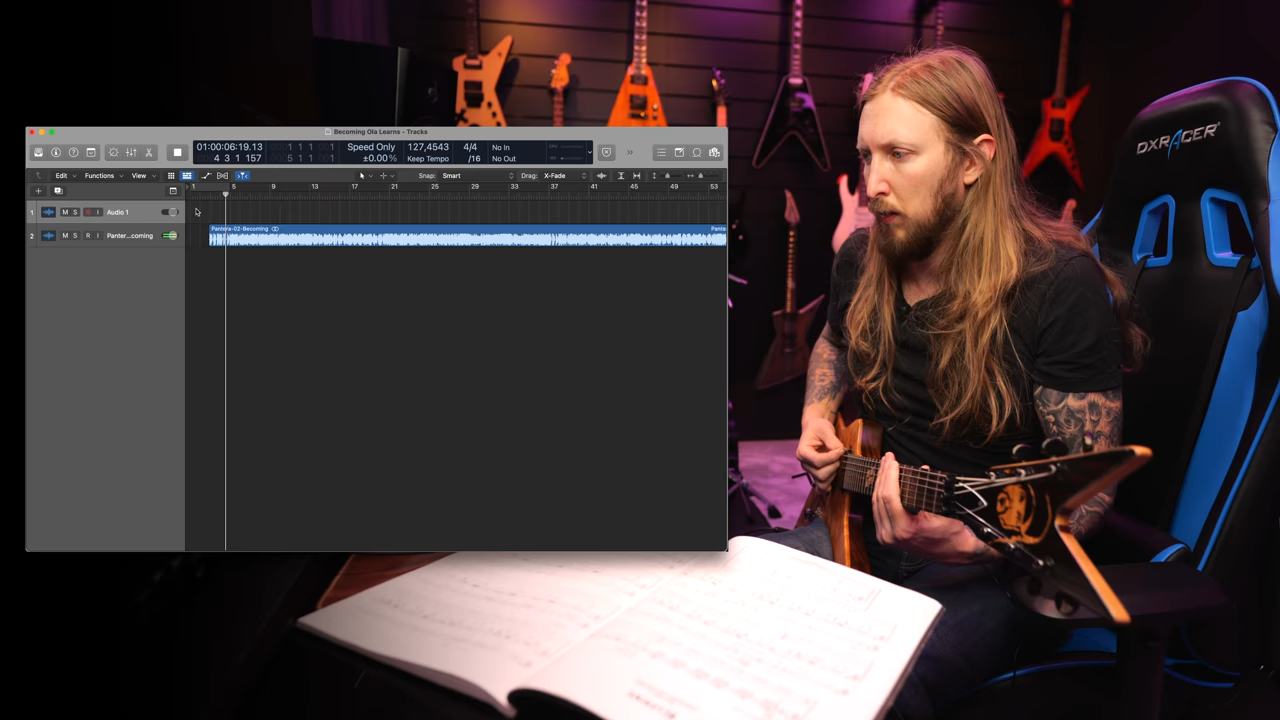 Becoming Ola Learns - Tracks
01:00:06:19.13
4 3 1 157
1 1 1 1
5 1 1 1
Speed Only
±0.00%
127,4543
Keep Tempo
4/4
/16
No In
No Out
CPU
HD
Edit Functions View
Snap: Smart
Drag: X-Fade
1 5 9 13 17 21 25 29 33 37 41 45 49 53
1 M S R I Audio 1
Pantera-02-Becoming
Pante
2 M S R I Panter...coming
DXRACER